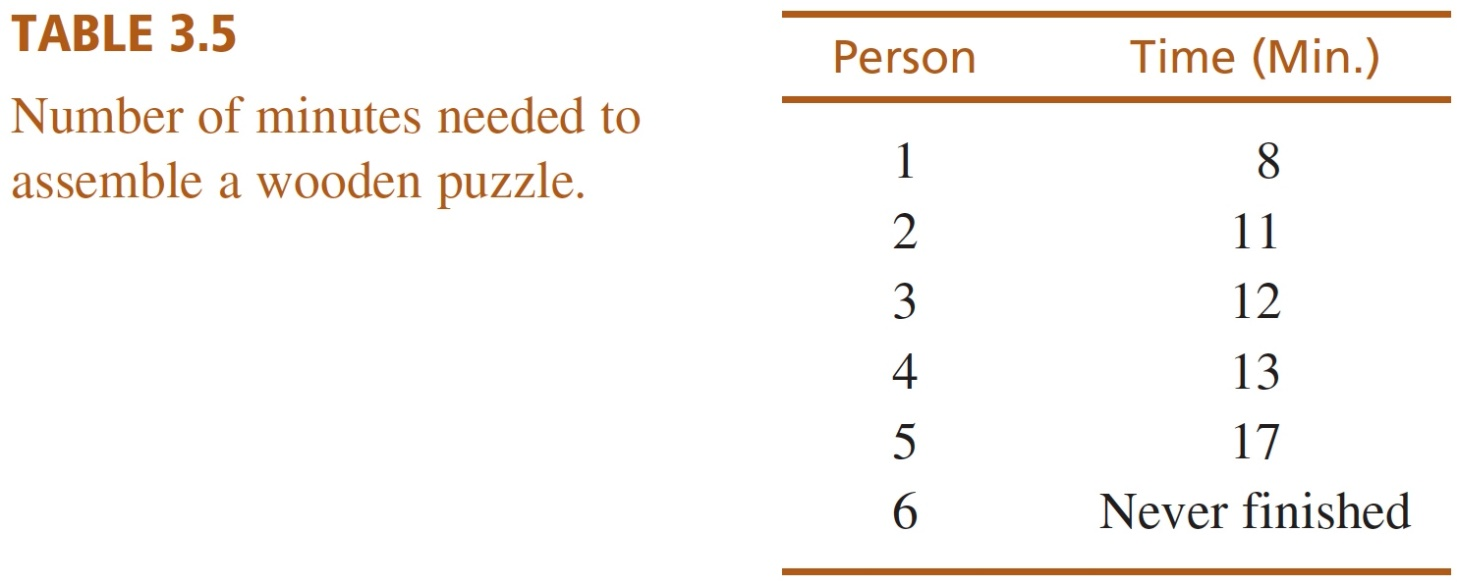 TABLE 3.5
Number of minutes needed to
assemble a wooden puzzle.
Person Time (Min.)
1 8
2 11
3 12
4 13
5 17
6 Never finished